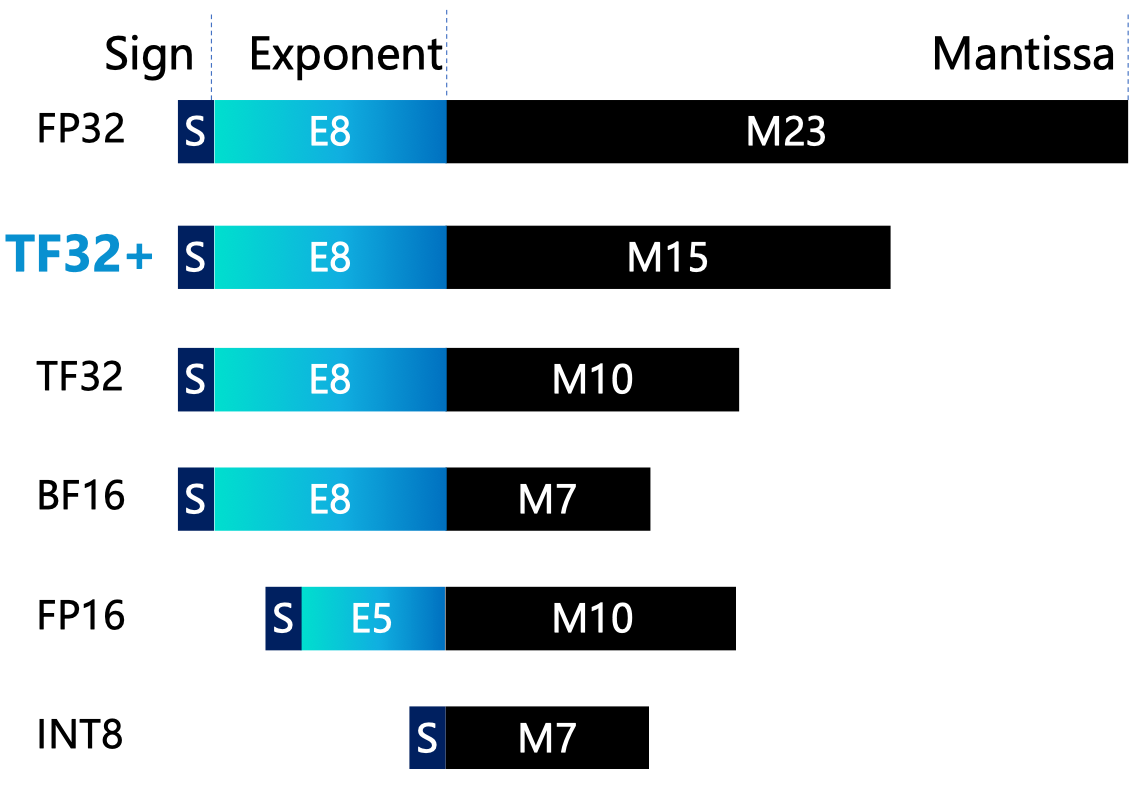 Sign Exponent Mantissa
FP32 S E8 M23
TF32+ S E8 M15
TF32 S E8 M10
BF16 S E8 M7
FP16 S E5 M10
INT8 S M7